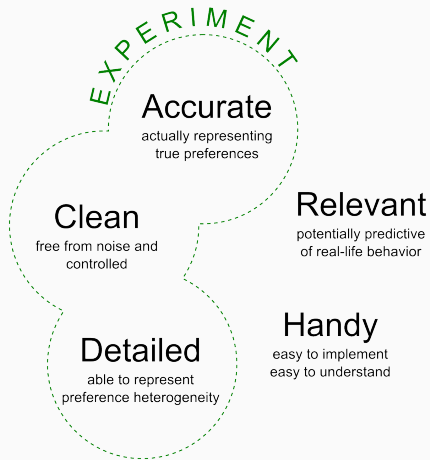 EXPERIMENT
Accurate
actually representing
true preferences
Clean
free from noise and
controlled
Relevant
potentially predictive
of real-life behavior
Detailed
able to represent
preference heterogeneity
Handy
easy to implement
easy to understand